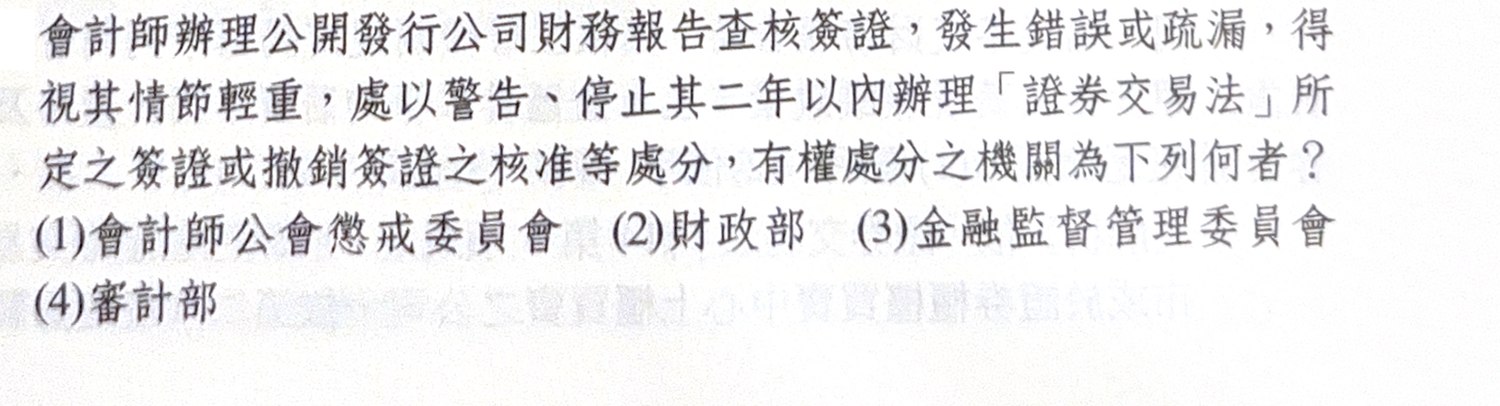 會計師辦理公開發行公司財務報告查核簽證，發生錯誤或疏漏，得
視其情節輕重，處以警告、停止其二年以內辦理「證券交易法」所
定之簽證或撤銷簽證之核准等處分，有權處分之機關為下列何者？
(1)會計師公會懲戒委員會 (2)財政部 (3)金融監督管理委員會
(4)審計部